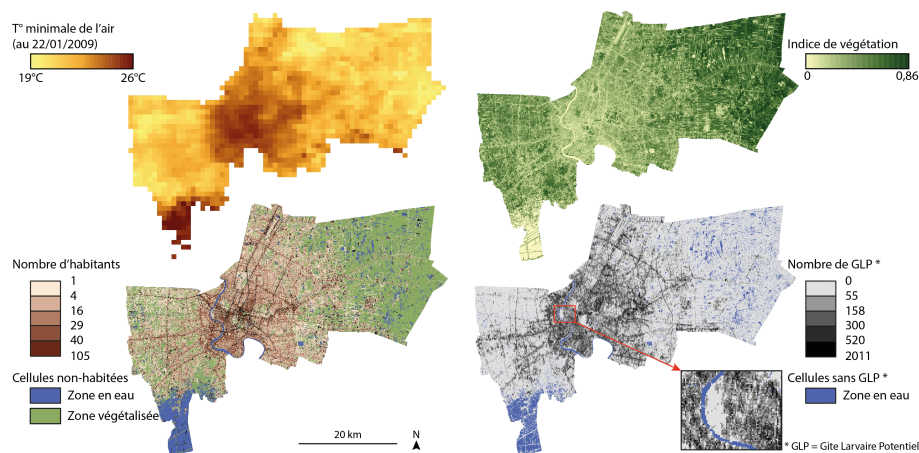 T° minimale de l'air
(au 22/01/2009)
19°C 26°C
Indice de végétation
0 0,86
Nombre d'habitants
1
4
16
29
40
105
Cellules non-habitées
Zone en eau
Zone végétalisée
20 km
N
Nombre de GLP *
0
55
158
300
520
2011
Cellules sans GLP *
Zone en eau
* GLP = Gite Larvaire Potentiel